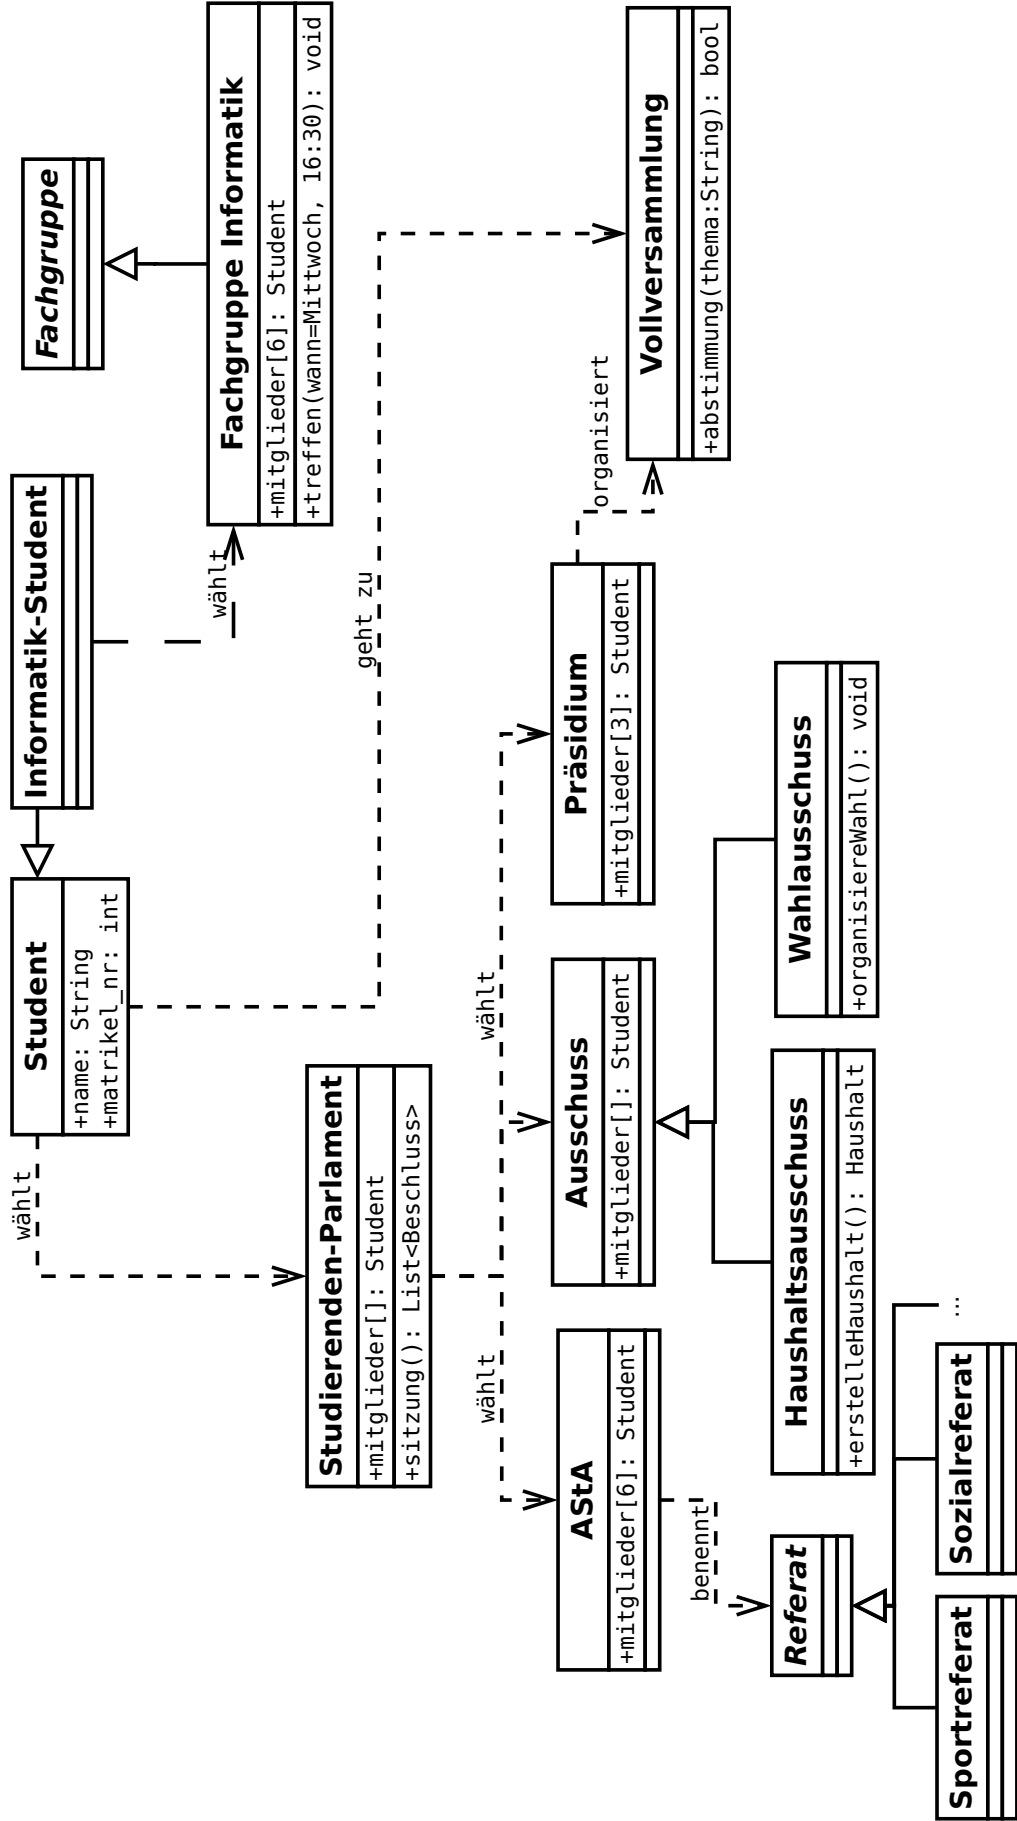 Student
+name: String
+matrikel_nr: int
Informatik-Student
Fachgruppe
wählt
wählt
Fachgruppe Informatik
+mitglieder[6]: Student
+treffen(wann=Mittwoch, 16:30): void
geht zu
Studierenden-Parlament
+mitglieder[]: Student
+sitzung(): List<Beschluss>
wählt
wählt
organisiert
AStA
+mitglieder[6]: Student
Ausschuss
+mitglieder[]: Student
Präsidium
+mitglieder[3]: Student
Vollversammlung
+abstimmung(thema:String): bool
benennt
Referat
Haushaltsausschuss
+erstelleHaushalt(): Haushalt
Wahlausschuss
+organisiereWahl(): void
Sportreferat
Sozialreferat
...